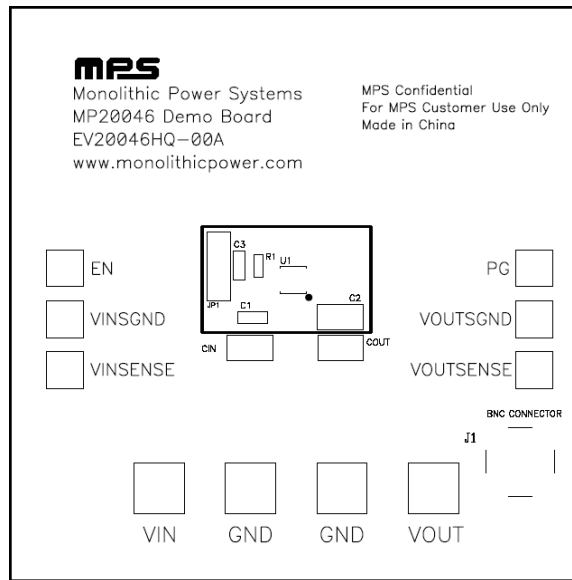 MPS
Monolithic Power Systems
MP20046 Demo Board
EV20046HQ-00A
www.monolithicpower.com
MPS Confidential
For MPS Customer Use Only
Made in China
C3
R1
U1
JP1
C1
C2
CIN
COUT
EN
VINSGND
VINSENSE
PG
VOUTSGND
VOUTSENSE
BNC CONNECTOR
J1
VIN
GND
GND
VOUT